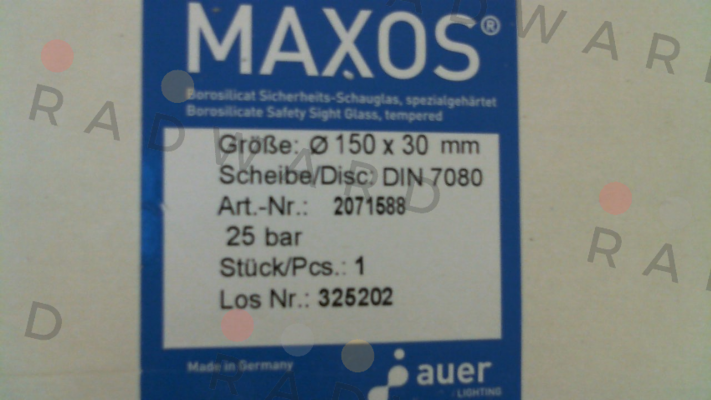 MAXOS®
Borosilicat Sicherheits-Schauglas, spezialgehärtet
Borosilicate Safety Sight Glass, tempered
Größe: Ø 150 x 30 mm
Scheibe/Disc: DIN 7080
Art.-Nr.: 2071588
25 bar
Stück/Pcs.: 1
Los Nr.: 325202
Made in Germany
auer
LIGHTING
RADWARD